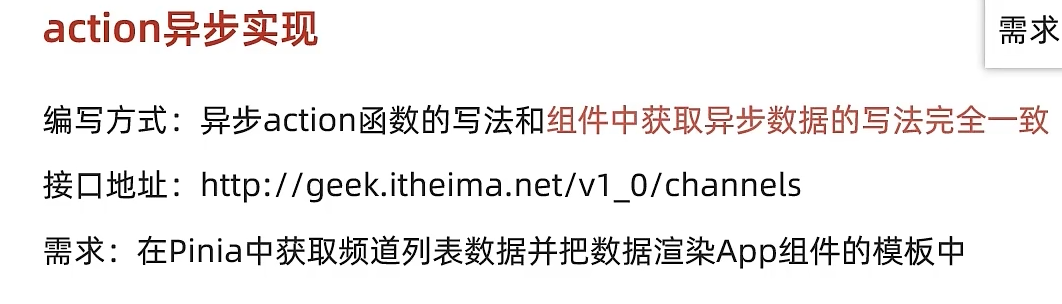 action异步实现
需求
编写方式：异步action函数的写法和组件中获取异步数据的写法完全一致
接口地址：http://geek.itheima.net/v1_0/channels
需求：在Pinia中获取频道列表数据并把数据渲染App组件的模板中